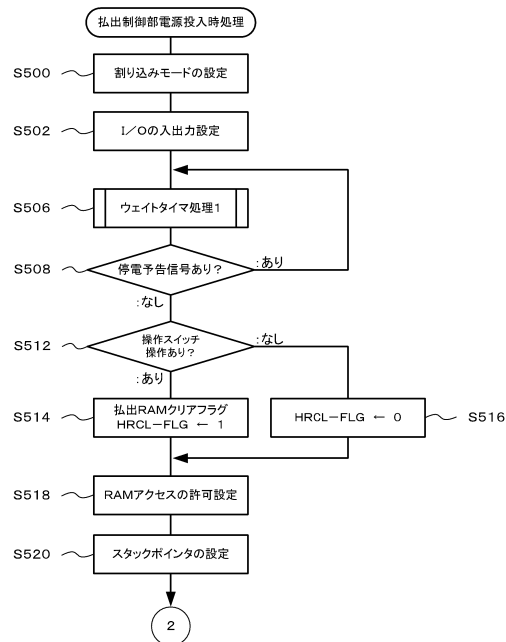 払出制御部電源投入時処理
S500
割り込みモードの設定
S502
I/Oの入出力設定
S506
ウェイトタイマ処理1
S508
停電予告信号あり?
:あり
:なし
S512
操作スイッチ
操作あり?
:なし
:あり
S514
払出RAMクリアフラグ
HRCL-FLG ← 1
HRCL-FLG ← 0
S516
S518
RAMアクセスの許可設定
S520
スタックポインタの設定
2